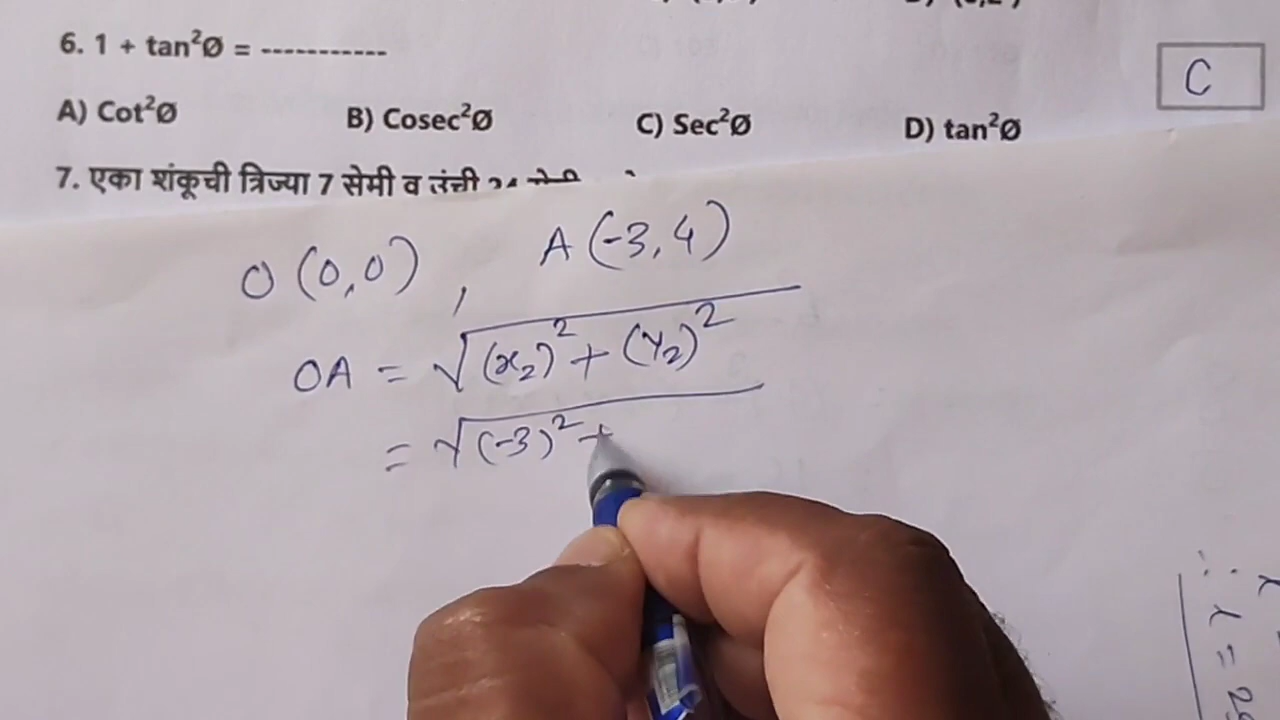 6. 1 + tan²Ø = -----------
C
A) Cot²Ø B) Cosec²Ø C) Sec²Ø D) tan²Ø
7. एका शंकूची त्रिज्या 7 सेमी व उंची 24
O (0,0) , A (-3, 4)
OA = √(x₂)² + (y₂)²
= √(-3)² +